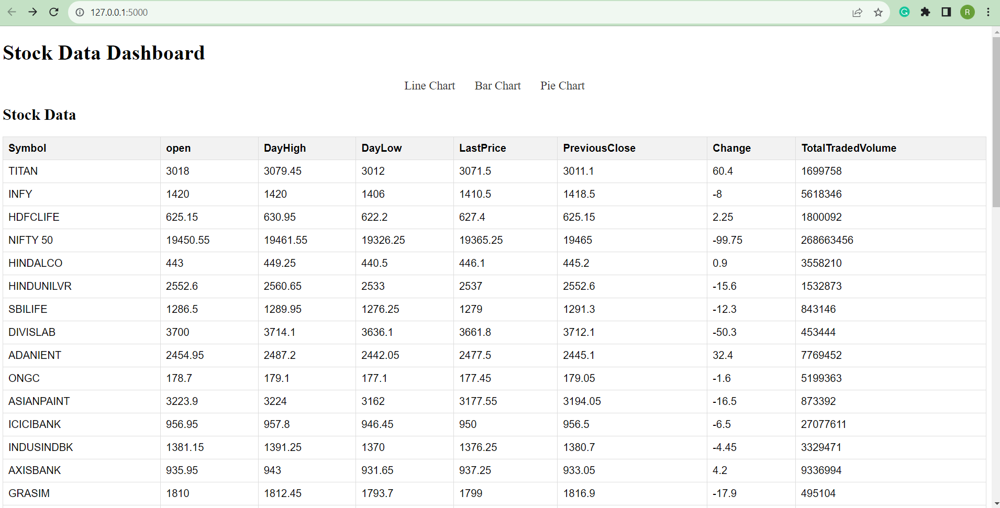 127.0.0.1:5000
G
R
Stock Data Dashboard
Line Chart Bar Chart Pie Chart
Stock Data
Symbol open DayHigh DayLow LastPrice PreviousClose Change TotalTradedVolume
TITAN 3018 3079.45 3012 3071.5 3011.1 60.4 1699758
INFY 1420 1420 1406 1410.5 1418.5 -8 5618346
HDFCLIFE 625.15 630.95 622.2 627.4 625.15 2.25 1800092
NIFTY 50 19450.55 19461.55 19326.25 19365.25 19465 -99.75 268663456
HINDALCO 443 449.25 440.5 446.1 445.2 0.9 3558210
HINDUNILVR 2552.6 2560.65 2533 2537 2552.6 -15.6 1532873
SBILIFE 1286.5 1289.95 1276.25 1279 1291.3 -12.3 843146
DIVISLAB 3700 3714.1 3636.1 3661.8 3712.1 -50.3 453444
ADANIENT 2454.95 2487.2 2442.05 2477.5 2445.1 32.4 7769452
ONGC 178.7 179.1 177.1 177.45 179.05 -1.6 5199363
ASIANPAINT 3223.9 3224 3162 3177.55 3194.05 -16.5 873392
ICICIBANK 956.95 957.8 946.45 950 956.5 -6.5 27077611
INDUSINDBK 1381.15 1391.25 1370 1376.25 1380.7 -4.45 3329471
AXISBANK 935.95 943 931.65 937.25 933.05 4.2 9336994
GRASIM 1810 1812.45 1793.7 1799 1816.9 -17.9 495104